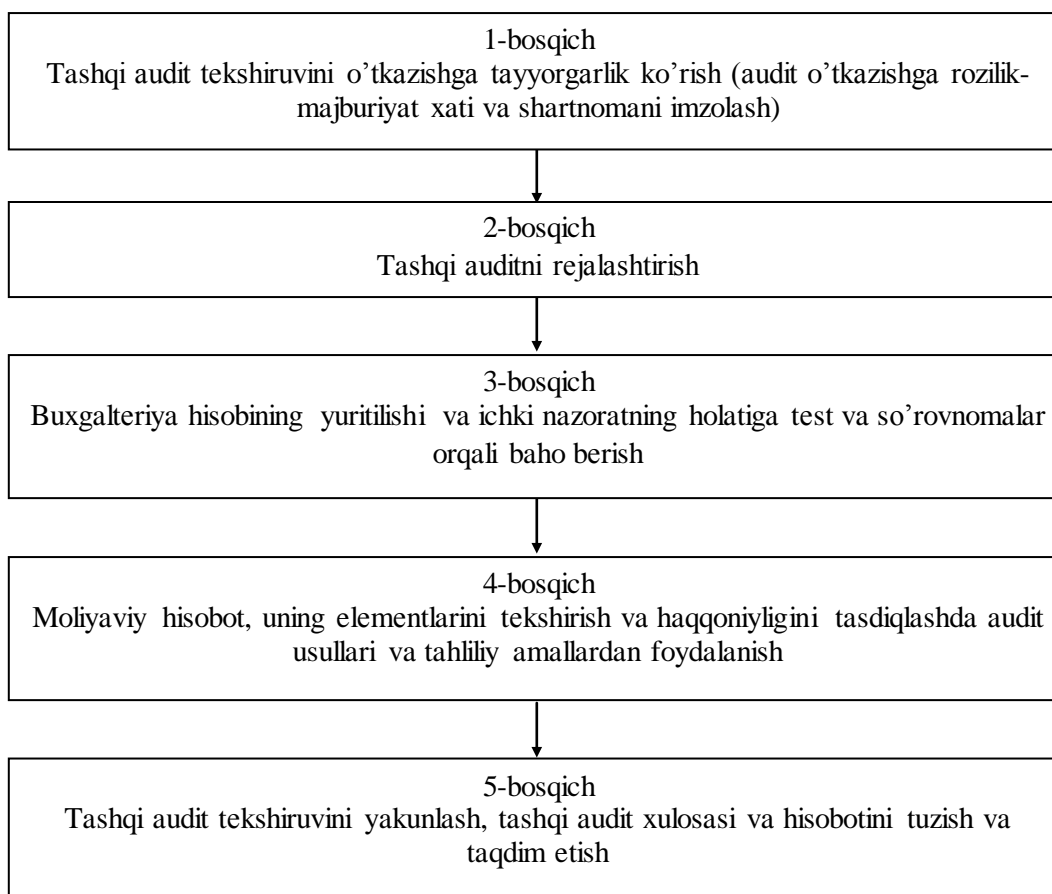 1-bosqich
Tashqi audit tekshiruvini o’tkazishga tayyorgarlik ko’rish (audit o’tkazishga rozilik-
majburiyat xati va shartnomani imzolash)
2-bosqich
Tashqi auditni rejalashtirish
3-bosqich
Buxgalteriya hisobining yuritilishi va ichki nazoratning holatiga test va so’rovnomalar
orqali baho berish
4-bosqich
Moliyaviy hisobot, uning elementlarini tekshirish va haqqoniyligini tasdiqlashda audit
usullari va tahliliy amallardan foydalanish
5-bosqich
Tashqi audit tekshiruvini yakunlash, tashqi audit xulosasi va hisobotini tuzish va
taqdim etish